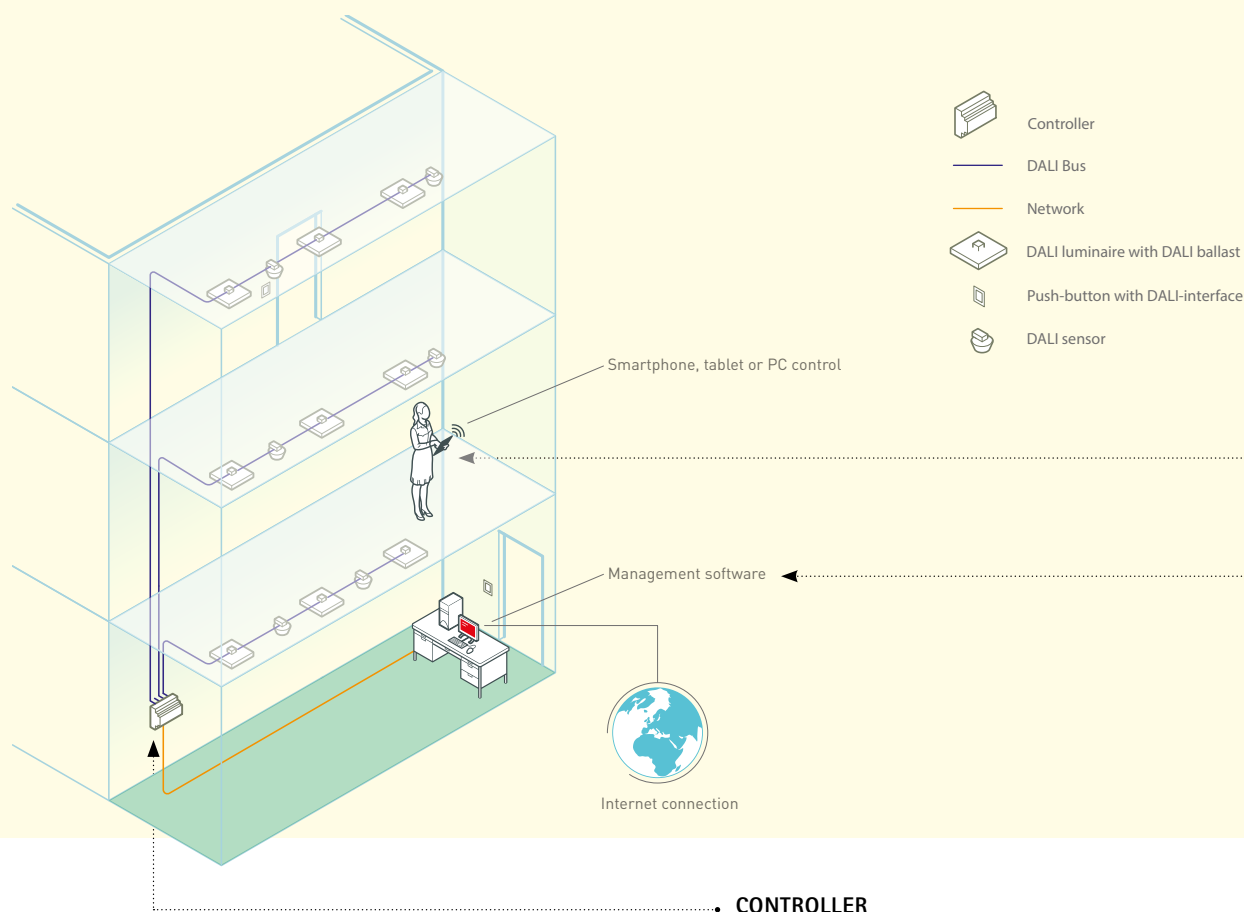 Controller
DALI Bus
Network
DALI luminaire with DALI ballast
Push-button with DALI-interface
DALI sensor
Smartphone, tablet or PC control
Management software
Internet connection
CONTROLLER